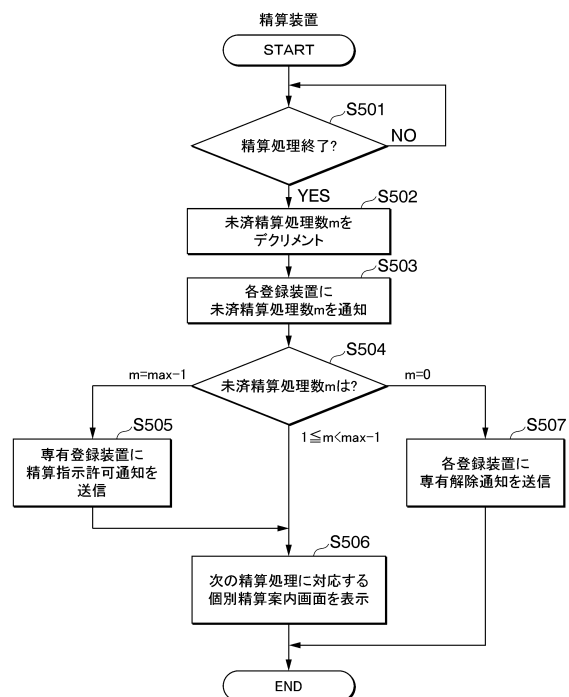 精算装置
START
S501
精算処理終了?
NO
YES
S502
未済精算処理数mを
デクリメント
S503
各登録装置に
未済精算処理数mを通知
S504
未済精算処理数mは?
m=max−1
m=0
1≦m<max−1
S505
専有登録装置に
精算指示許可通知を
送信
S507
各登録装置に
専有解除通知を送信
S506
次の精算処理に対応する
個別精算案内画面を表示
END